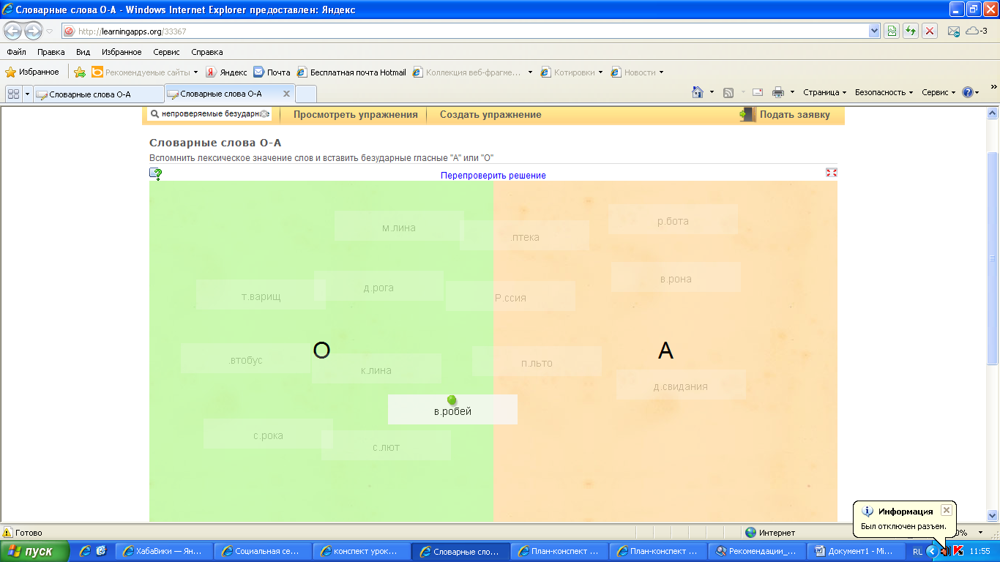 Словарные слова О-А - Windows Internet Explorer предоставлен: Яндекс
http://learningapps.org/33367
-3
Файл Правка Вид Избранное Сервис Справка
Избранное Рекомендуемые сайты Яндекс Почта Бесплатная почта Hotmail Коллекция веб-фрагме... Котировки Новости
Словарные слова О-А Словарные слова О-А Страница Безопасность Сервис
непроверяемые безударные Просмотреть упражнения Создать упражнение Подать заявку
Словарные слова О-А
Вспомнить лексическое значение слов и вставить безударные гласные "А" или "О"
Перепроверить решение
м.лина
.птека
р.бота
т.варищ
д.рога
Р.ссия
в.рона
О
А
.втобус
к.лина
п.льто
д.свидания
в.робей
с.рока
с.лют
Информация
Был отключен разъем.
Готово Интернет 0%
пуск ХабаВики — Ян... Социальная се... конспект урок... Словарные сло... План-конспект ... План-конспект ... Рекомендации_... Документ1 - Mi... RL 11:55